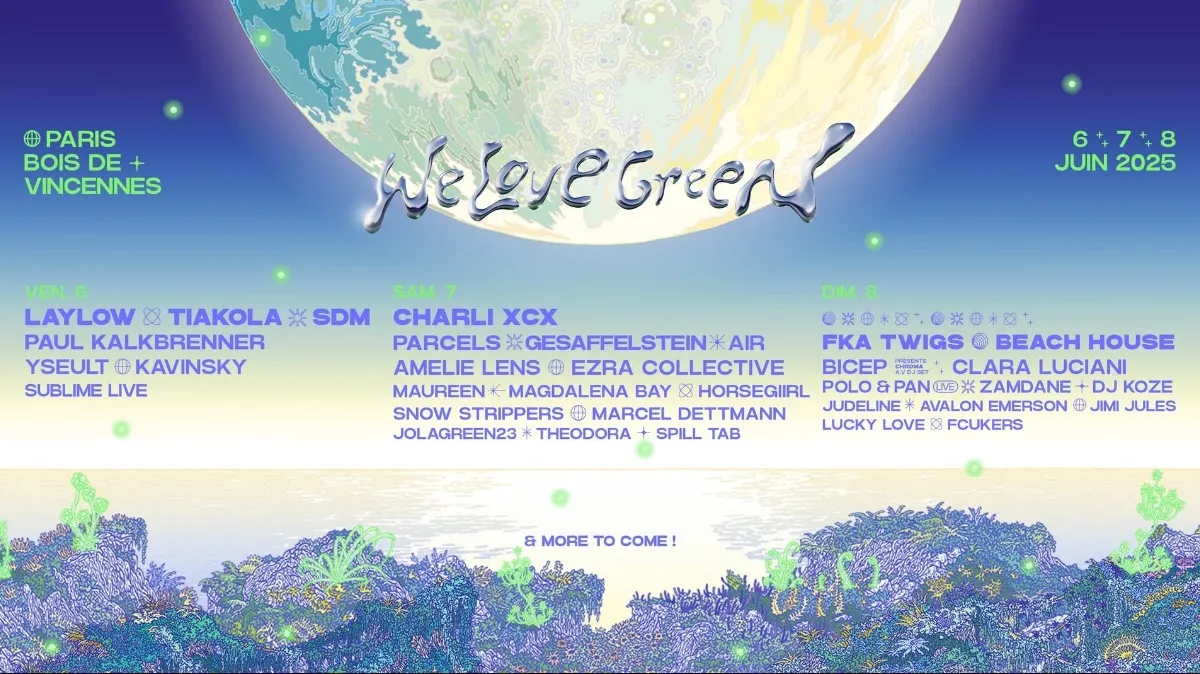 PARIS
BOIS DE
VINCENNES
We Love Green
6 7 8
JUIN 2025
VEN. 6
LAYLOW TIAKOLA SDM
PAUL KALKBRENNER
YSEULT KAVINSKY
SUBLIME LIVE
SAM. 7
CHARLI XCX
PARCELS GESAFFELSTEIN AIR
AMELIE LENS EZRA COLLECTIVE
MAUREEN MAGDALENA BAY HORSEGIIRL
SNOW STRIPPERS MARCEL DETTMANN
JOLAGREEN23 THEODORA SPILL TAB
DIM. 8
FKA TWIGS BEACH HOUSE
BICEP PRESENTS CHROMA A.V DJ SET CLARA LUCIANI
POLO & PAN LIVE ZAMDANE DJ KOZE
JUDELINE AVALON EMERSON JIMI JULES
LUCKY LOVE FCUKERS
& MORE TO COME !